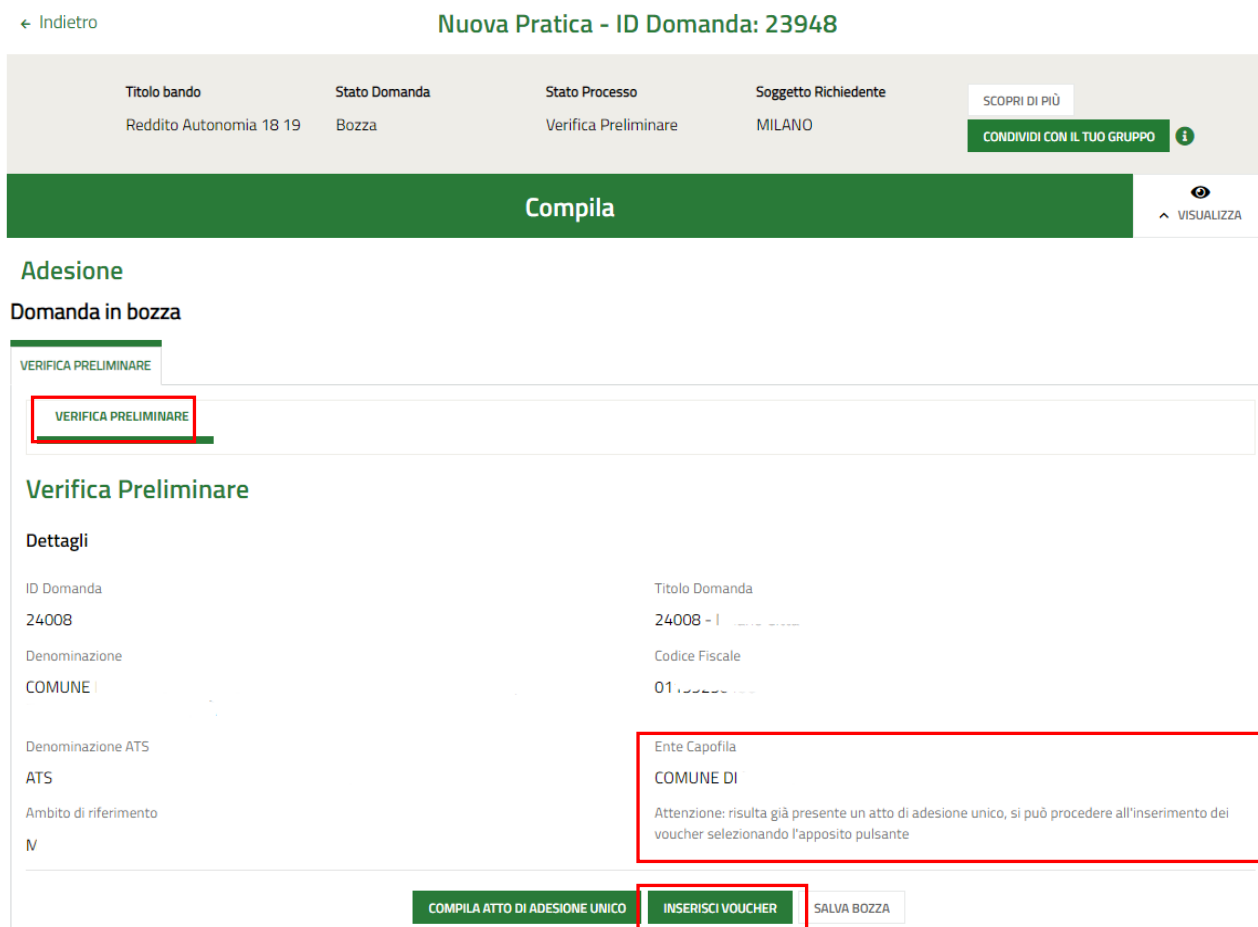 ← Indietro
Nuova Pratica - ID Domanda: 23948
Titolo bando Stato Domanda Stato Processo Soggetto Richiedente
SCOPRI DI PIÙ
Reddito Autonomia 18 19 Bozza Verifica Preliminare MILANO
CONDIVIDI CON IL TUO GRUPPO i
Compila
VISUALIZZA
Adesione
Domanda in bozza
VERIFICA PRELIMINARE
VERIFICA PRELIMINARE
Verifica Preliminare
Dettagli
ID Domanda Titolo Domanda
24008 24008 -
Denominazione Codice Fiscale
COMUNE
Denominazione ATS Ente Capofila
ATS COMUNE DI
Ambito di riferimento Attenzione: risulta già presente un atto di adesione unico, si può procedere all'inserimento dei
voucher selezionando l'apposito pulsante
COMPILA ATTO DI ADESIONE UNICO INSERISCI VOUCHER SALVA BOZZA